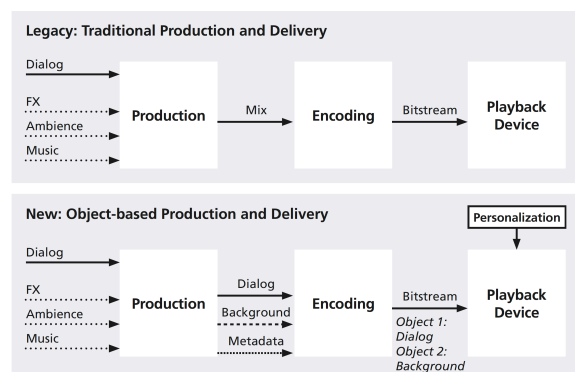 Legacy: Traditional Production and Delivery
Dialog
FX
Ambience
Music
Production
Mix
Encoding
Bitstream
Playback
Device
New: Object-based Production and Delivery
Personalization
Dialog
FX
Ambience
Music
Production
Dialog
Background
Metadata
Encoding
Bitstream
Object 1:
Dialog
Object 2:
Background
Playback
Device